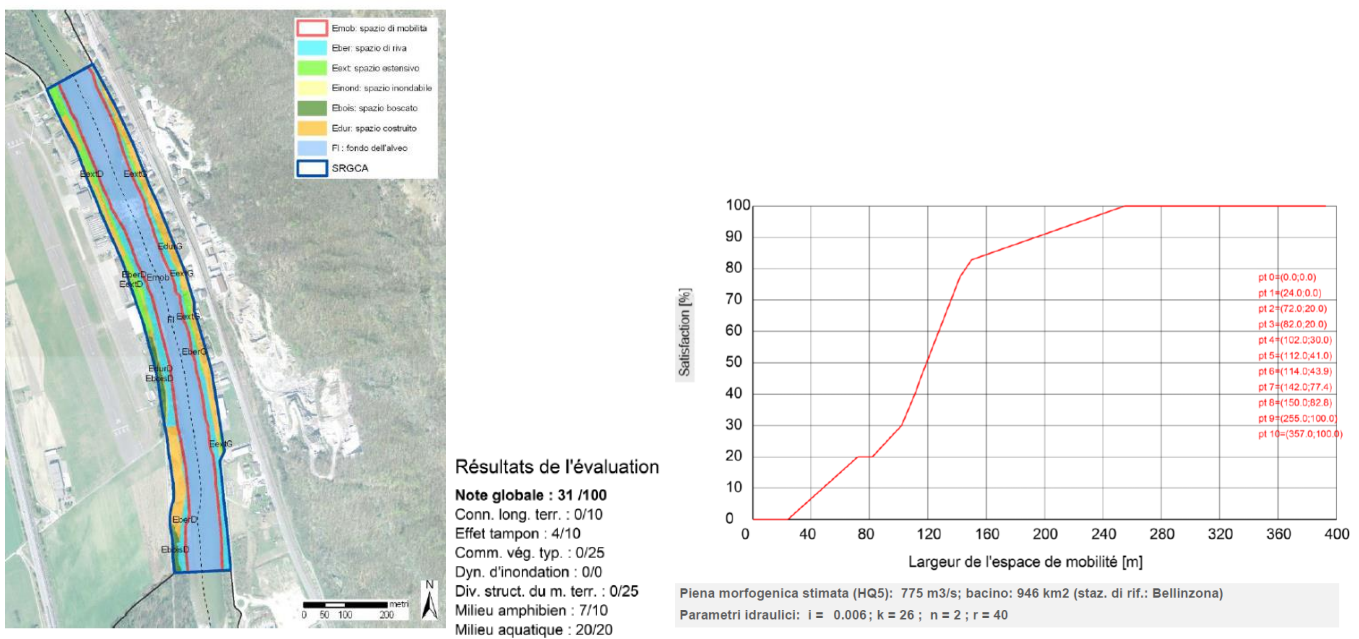 Emob: spazio di mobilità
Eber: spazio di riva
Eext: spazio estensivo
Einond: spazio inondabile
Ebois: spazio boscato
Edur: spazio costruito
Fl : fondo dell'alveo
SRGCA
EextD
EextG
EdurG
EberD
Emob
EextG
EextD
Fl
EextG
EberG
EdurD
EboisD
EextG
EberD
EboisD
N
metri
0 50 100 200
Résultats de l'évaluation
Note globale : 31 /100
Conn. long. terr. : 0/10
Effet tampon : 4/10
Comm. vég. typ. : 0/25
Dyn. d'inondation : 0/0
Div. struct. du m. terr. : 0/25
Milieu amphibien : 7/10
Milieu aquatique : 20/20
Satisfaction [%]
100
90
80
70
60
50
40
30
20
10
0
0 40 80 120 160 200 240 280 320 360 400
Largeur de l'espace de mobilité [m]
pt 0=(0.0;0.0)
pt 1=(24.0;0.0)
pt 2=(72.0;20.0)
pt 3=(82.0;20.0)
pt 4=(102.0;30.0)
pt 5=(112.0;41.0)
pt 6=(114.0;43.9)
pt 7=(142.0;77.4)
pt 8=(150.0;82.8)
pt 9=(255.0;100.0)
pt 10=(357.0;100.0)
Piena morfogenica stimata (HQ5): 775 m3/s; bacino: 946 km2 (staz. di rif.: Bellinzona)
Parametri idraulici: i = 0.006; k = 26 ; n = 2 ; r = 40